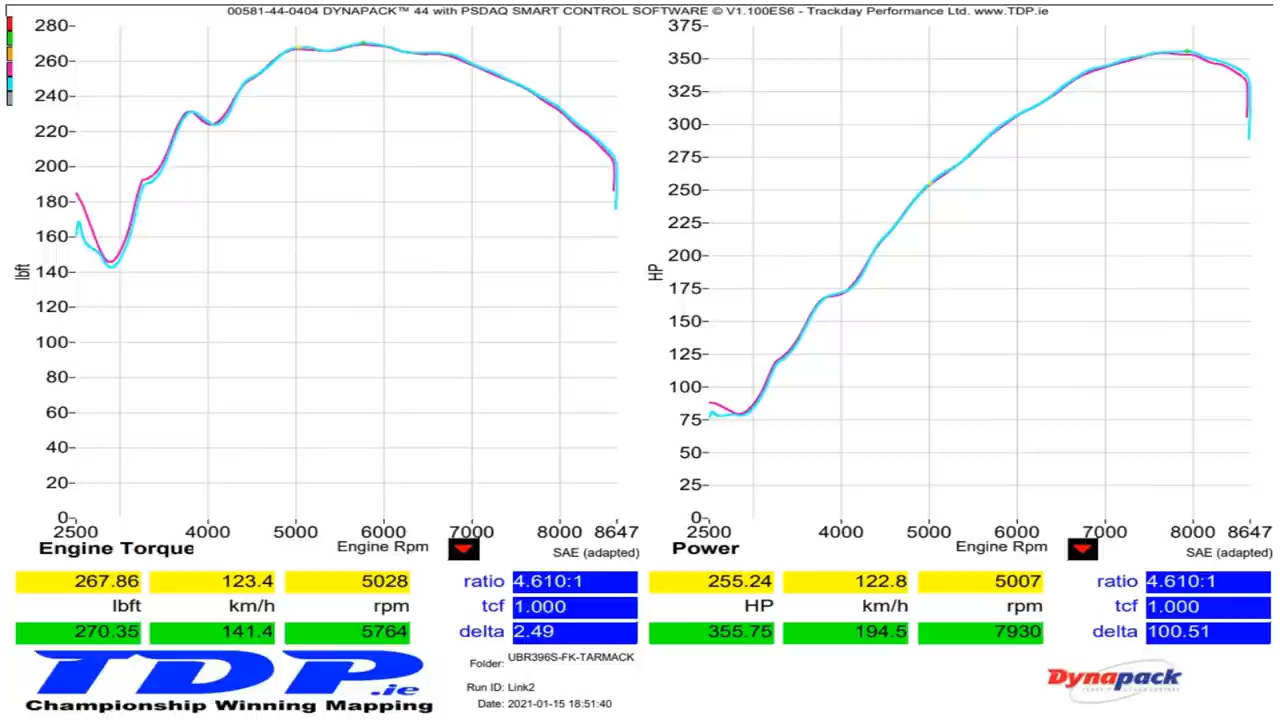 00581-44-0404 DYNAPACK™ 44 with PSDAQ SMART CONTROL SOFTWARE © V1.100ES6 - Trackday Performance Ltd. www.TDP.ie
280
260
240
220
200
180
160
140
120
100
80
60
40
20
0
lbft
2500 4000 5000 6000 7000 8000 8647
Engine Torque Engine Rpm SAE (adapted)
375
350
325
300
275
250
225
200
175
150
125
100
75
50
25
0
HP
2500 4000 5000 6000 7000 8000 8647
Power Engine Rpm SAE (adapted)
267.86 123.4 5028 ratio 4.610:1
lbft km/h rpm tcf 1.000
270.35 141.4 5764 delta 2.49
255.24 122.8 5007 ratio 4.610:1
HP km/h rpm tcf 1.000
355.75 194.5 7930 delta 100.51
TDP.ie
Championship Winning Mapping
Folder: UBR396S-FK-TARMACK
Run ID: Link2
Date: 2021-01-15 18:51:40
Dynapack